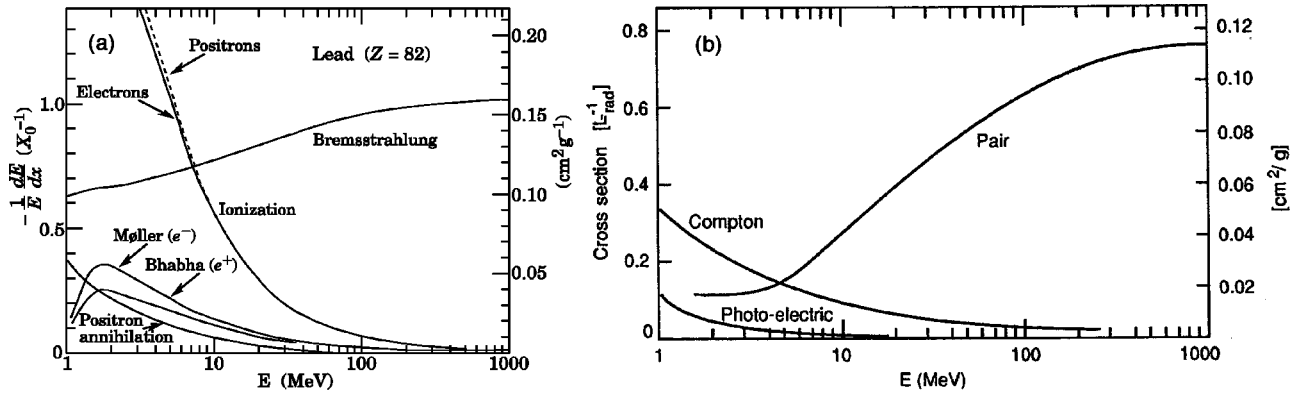 (a)
Positrons
Lead (Z = 82)
Electrons
Bremsstrahlung
Ionization
Møller (e⁻)
Bhabha (e⁺)
Positron
annihilation
0
0.5
1.0
- 1/E dE/dx (X₀⁻¹)
0.20
0.15
0.10
0.05
(cm²g⁻¹)
1 10 100 1000
E (MeV)
(b)
Pair
Compton
Photo-electric
0.8
0.6
0.4
0.2
0
Cross section
0.12
0.10
0.08
0.06
0.04
0.02
[cm²/g]
1 10 100 1000
E (MeV)